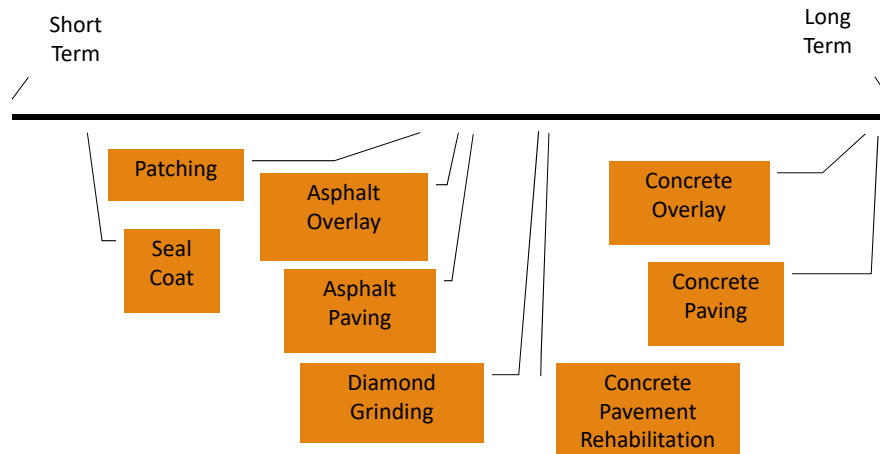 Short
Term
Long
Term
Patching
Asphalt
Overlay
Concrete
Overlay
Seal
Coat
Asphalt
Paving
Concrete
Paving
Diamond
Grinding
Concrete
Pavement
Rehabilitation